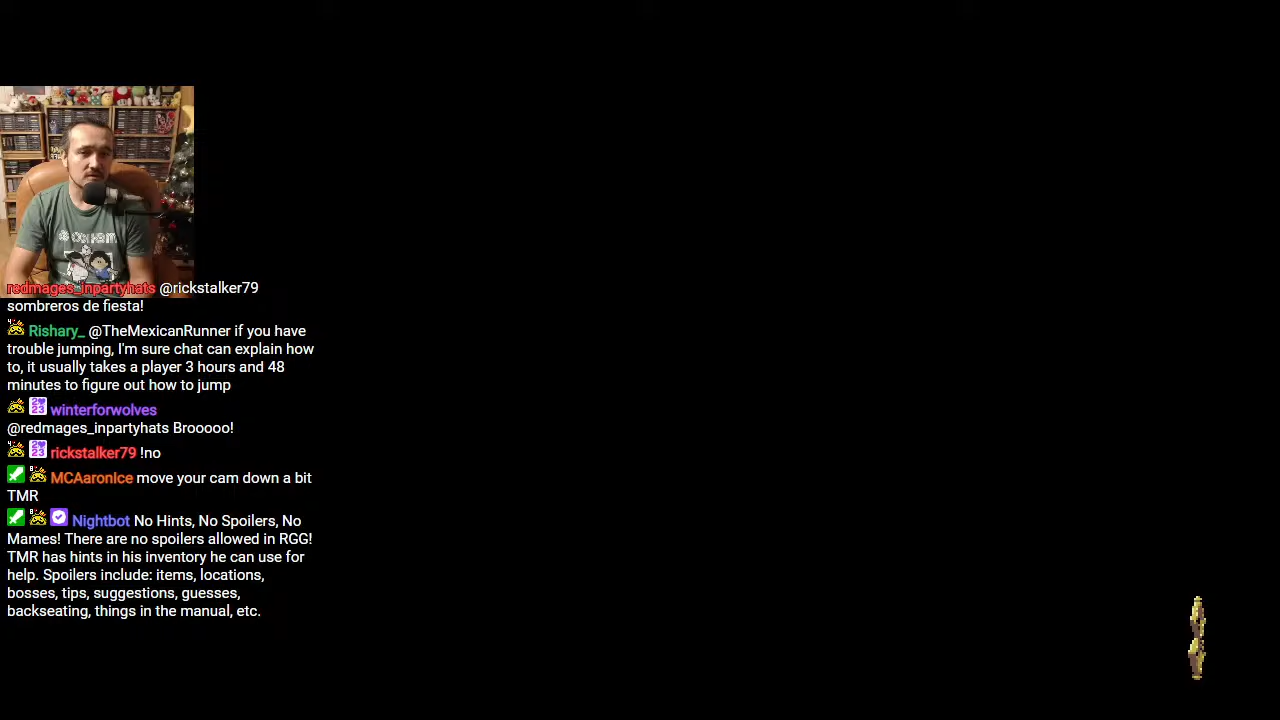 redmages_inpartyhats @rickstalker79
sombreros de fiesta!
Rishary_ @TheMexicanRunner if you have
trouble jumping, I'm sure chat can explain how
to, it usually takes a player 3 hours and 48
minutes to figure out how to jump
winterforwolves
@redmages_inpartyhats Brooooo!
rickstalker79 !no
MCAaronIce move your cam down a bit
TMR
Nightbot No Hints, No Spoilers, No
Mames! There are no spoilers allowed in RGG!
TMR has hints in his inventory he can use for
help. Spoilers include: items, locations,
bosses, tips, suggestions, guesses,
backseating, things in the manual, etc.